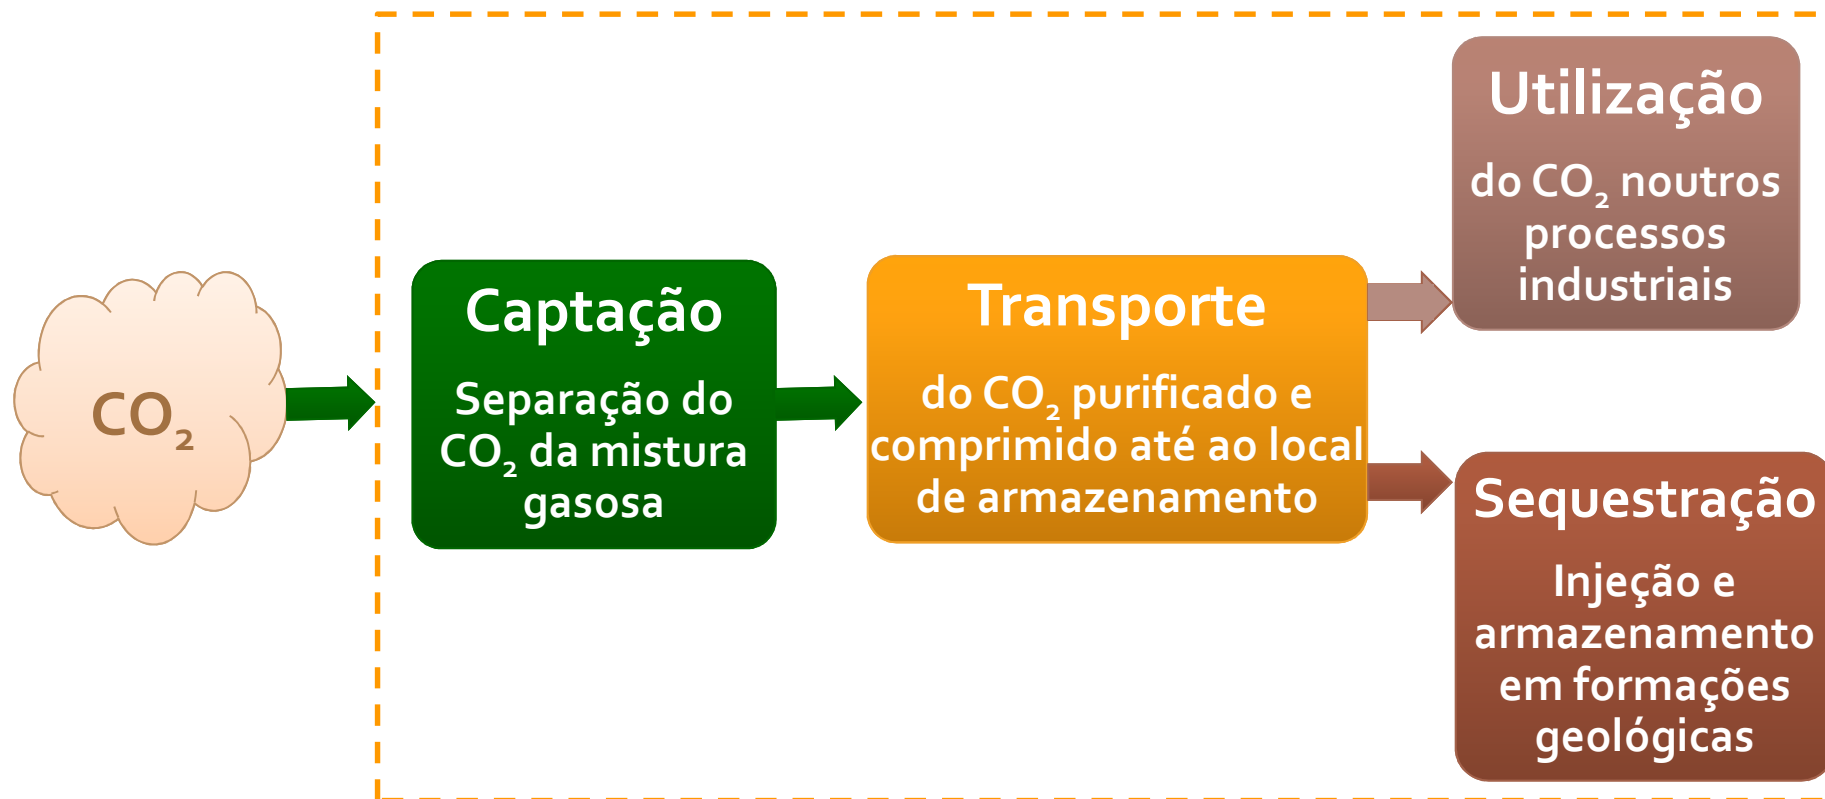 CO₂
Captação
Separação do
CO₂ da mistura
gasosa
Transporte
do CO₂ purificado e
comprimido até ao local
de armazenamento
Utilização
do CO₂ noutros
processos
industriais
Sequestração
Injeção e
armazenamento
em formações
geológicas